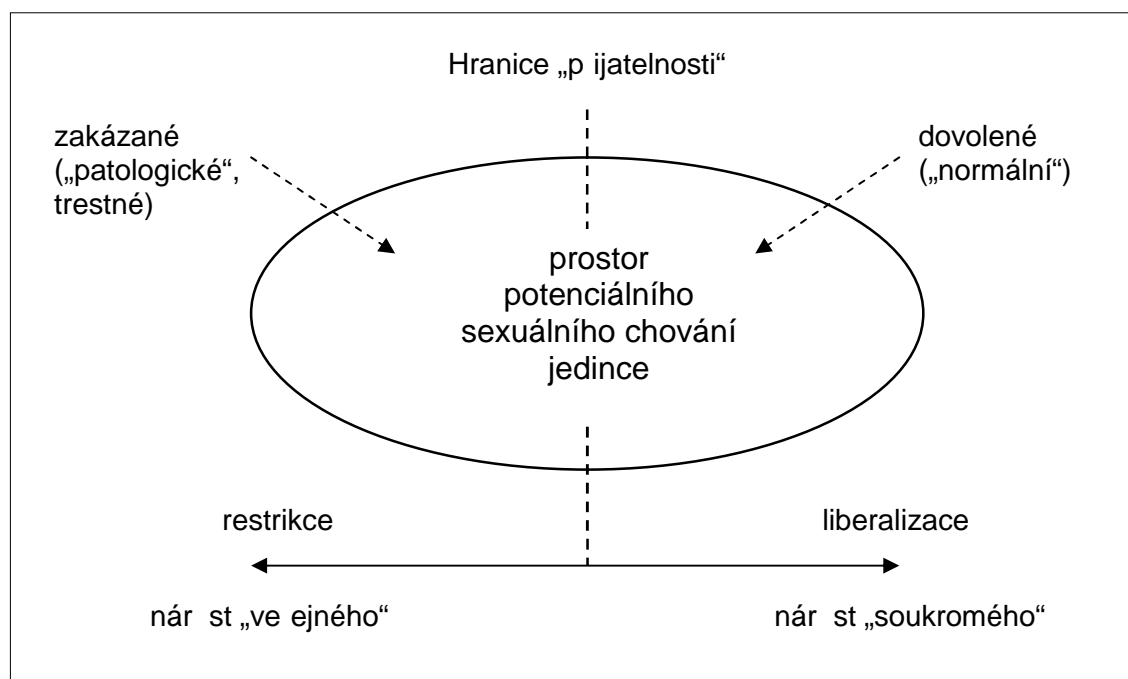 Hranice „p ijatelnosti“
zakázané
(„patologické“,
trestné)
dovolené
(„normální“)
prostor
potenciálního
sexuálního chování
jedince
restrikce
liberalizace
nár st „ve ejného“
nár st „soukromého“